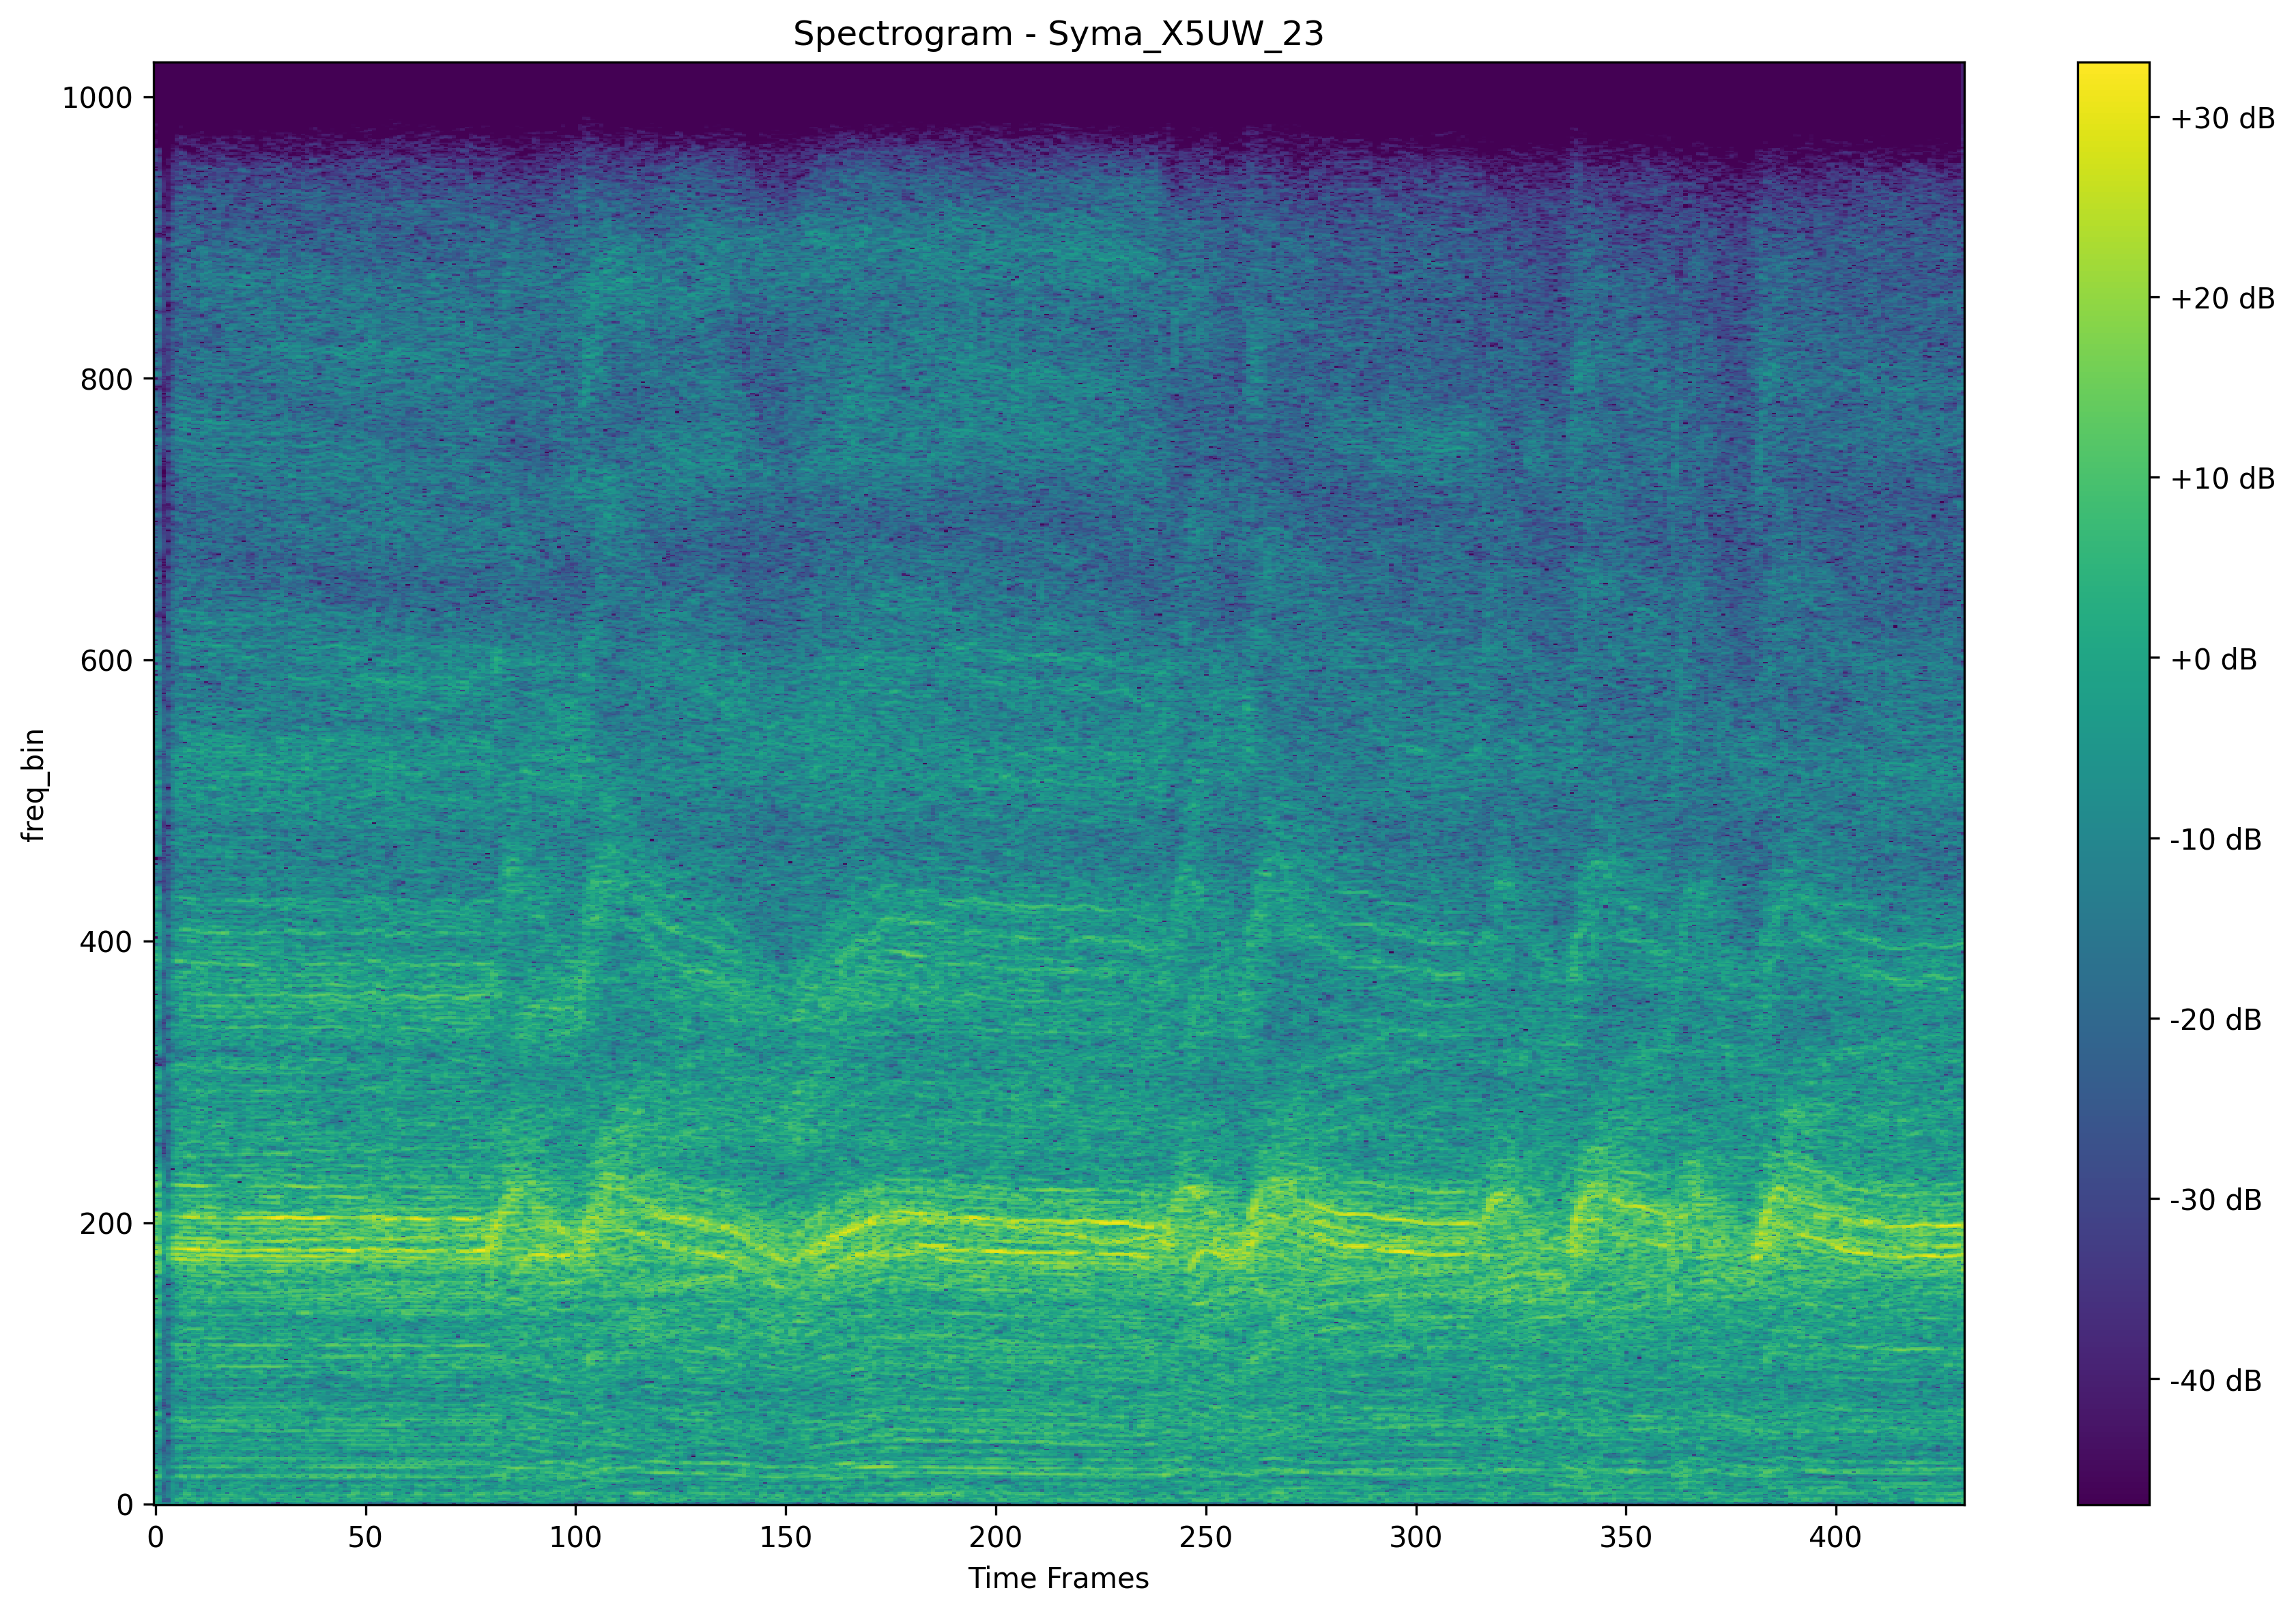 Spectrogram - Syma_X5UW_23
freq_bin
1000
800
600
400
200
0
0 50 100 150 200 250 300 350 400
Time Frames
+30 dB
+20 dB
+10 dB
+0 dB
-10 dB
-20 dB
-30 dB
-40 dB